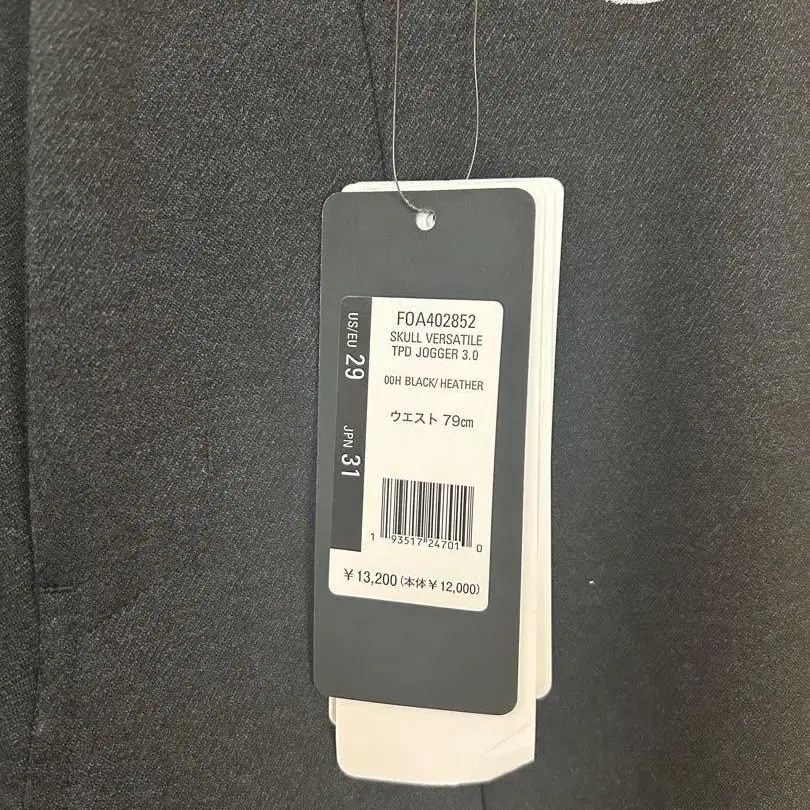 FOA402852
SKULL VERSATILE
TPD JOGGER 3.0
00H BLACK/HEATHER
ウエスト 79㎝
US/EU 29
JPN 31
1 93517 24701 0
￥13,200(本体￥12,000)